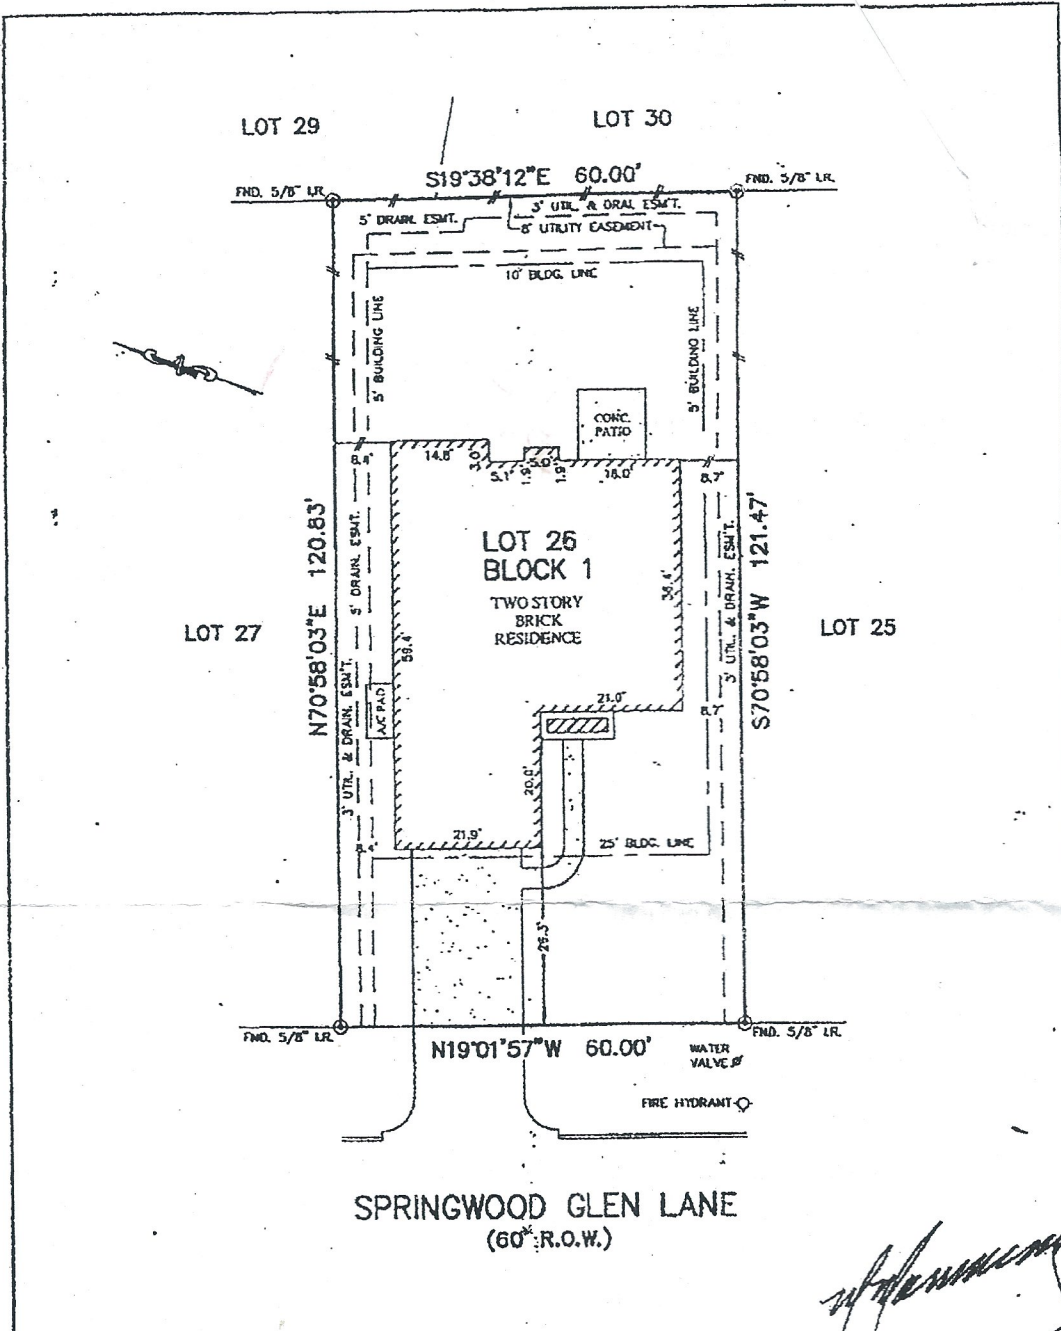 LOT 29
LOT 30
S19°38'12"E 60.00'
FND. 5/8" I.R.
FND. 5/8" I.R.
3' UTIL. & DRAI. ESM'T.
5' DRAIN. ESMT.
8' UTILITY EASEMENT
10' BLDG. LINE
5' BUILDING LINE
5' BUILDING LINE
CONC.
PATIO
8.4'
14.8'
3.0'
5.1'
1.9'
5.0'
1.9'
18.0'
8.7'
N70°58'03"E 120.83'
5' DRAIN. ESMT.
LOT 26
BLOCK 1
TWO STORY
BRICK
RESIDENCE
36.4'
3' UTIL. & DRAIN. ESM'T.
S70°58'03"W 121.47'
LOT 27
LOT 25
59.4'
3' UTIL. & DRAIN. ESM'T.
A/C PAD
21.0'
8.7'
20.0'
21.9'
8.4'
25' BLDG. LINE
26.3'
FND. 5/8" I.R.
N19°01'57"W 60.00'
FND. 5/8" I.R.
WATER
VALVE
FIRE HYDRANT
SPRINGWOOD GLEN LANE
(60' R.O.W.)